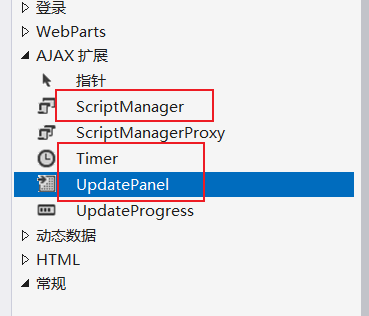 登录
WebParts
AJAX 扩展
指针
ScriptManager
ScriptManagerProxy
Timer
UpdatePanel
UpdateProgress
动态数据
HTML
常规